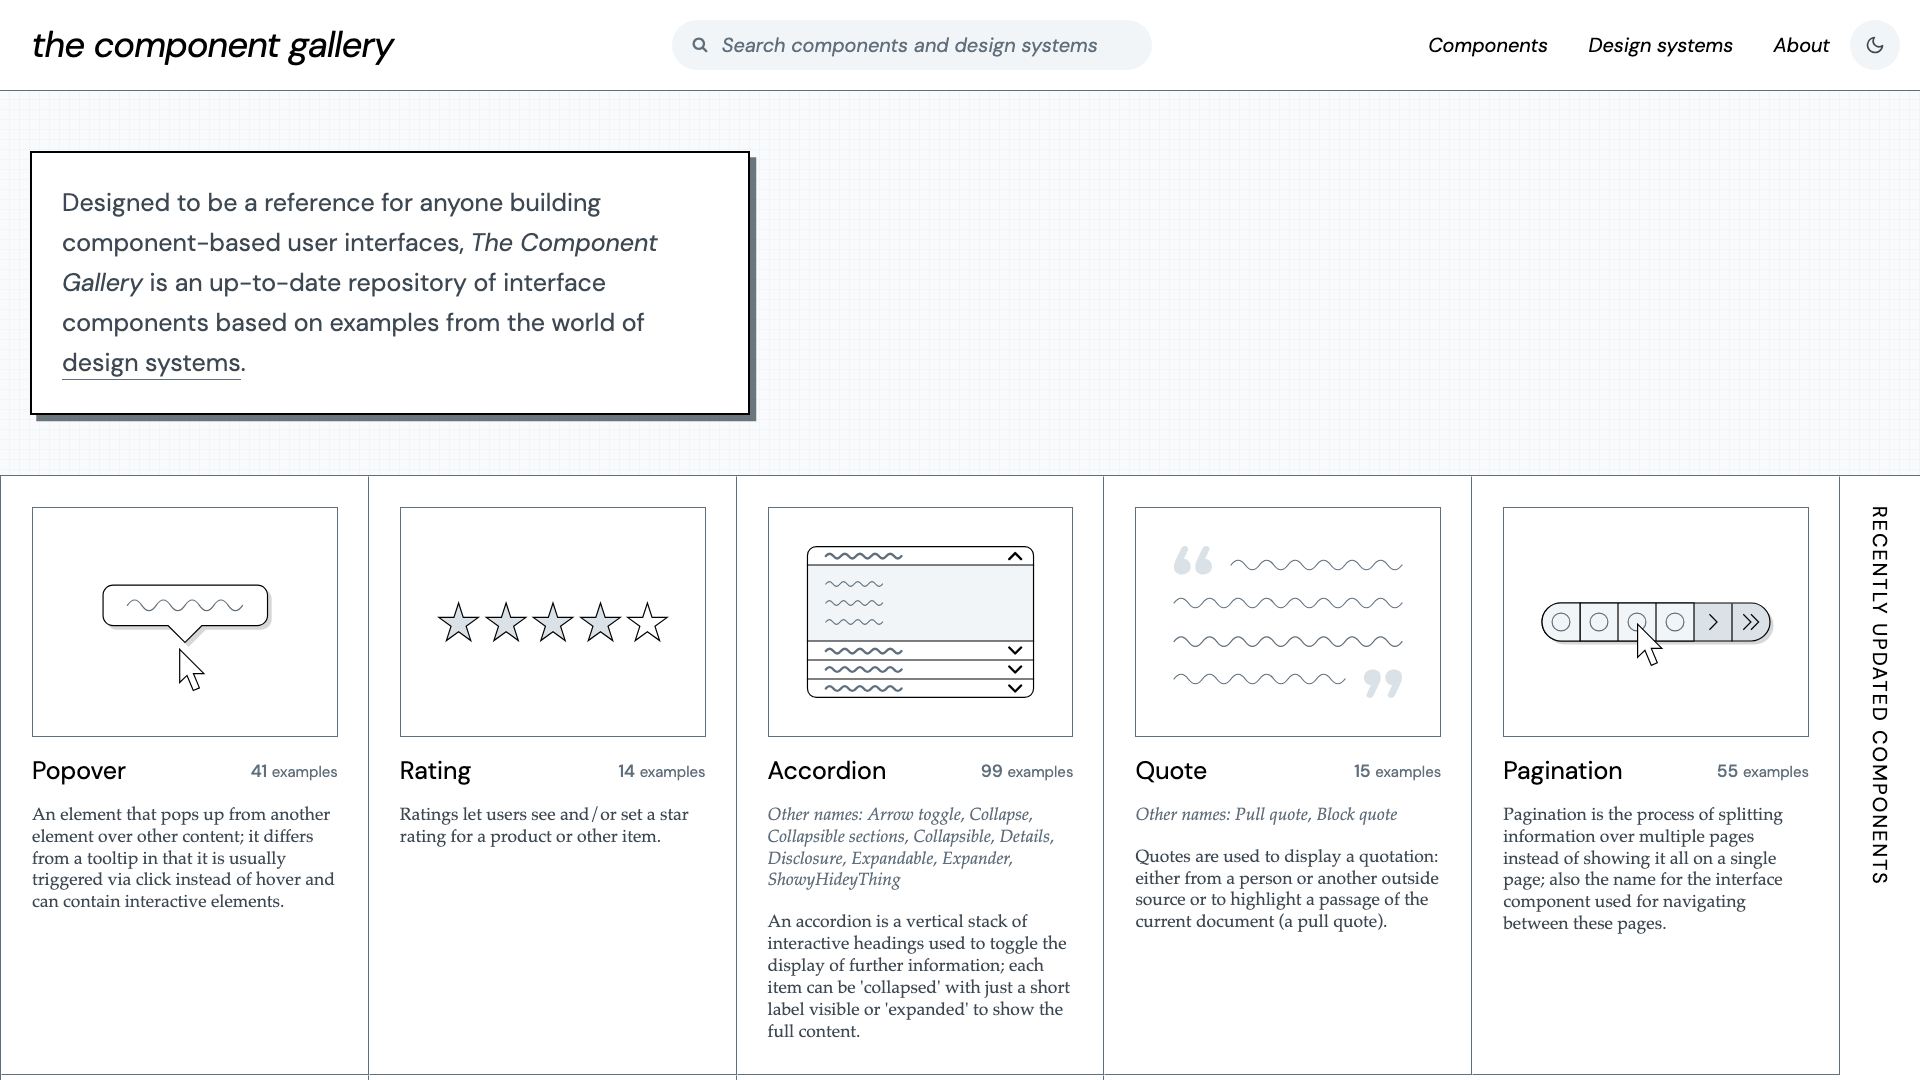 the component gallery
Search components and design systems
Components
Design systems
About
Designed to be a reference for anyone building
component-based user interfaces, The Component
Gallery is an up-to-date repository of interface
components based on examples from the world of
design systems.
Popover
41 examples
An element that pops up from another
element over other content; it differs
from a tooltip in that it is usually
triggered via click instead of hover and
can contain interactive elements.
Rating
14 examples
Ratings let users see and/or set a star
rating for a product or other item.
Accordion
99 examples
Other names: Arrow toggle, Collapse,
Collapsible sections, Collapsible, Details,
Disclosure, Expandable, Expander,
ShowyHideyThing
An accordion is a vertical stack of
interactive headings used to toggle the
display of further information; each
item can be 'collapsed' with just a short
label visible or 'expanded' to show the
full content.
Quote
15 examples
Other names: Pull quote, Block quote
Quotes are used to display a quotation:
either from a person or another outside
source or to highlight a passage of the
current document (a pull quote).
Pagination
55 examples
Pagination is the process of splitting
information over multiple pages
instead of showing it all on a single
page; also the name for the interface
component used for navigating
between these pages.
RECENTLY UPDATED COMPONENTS